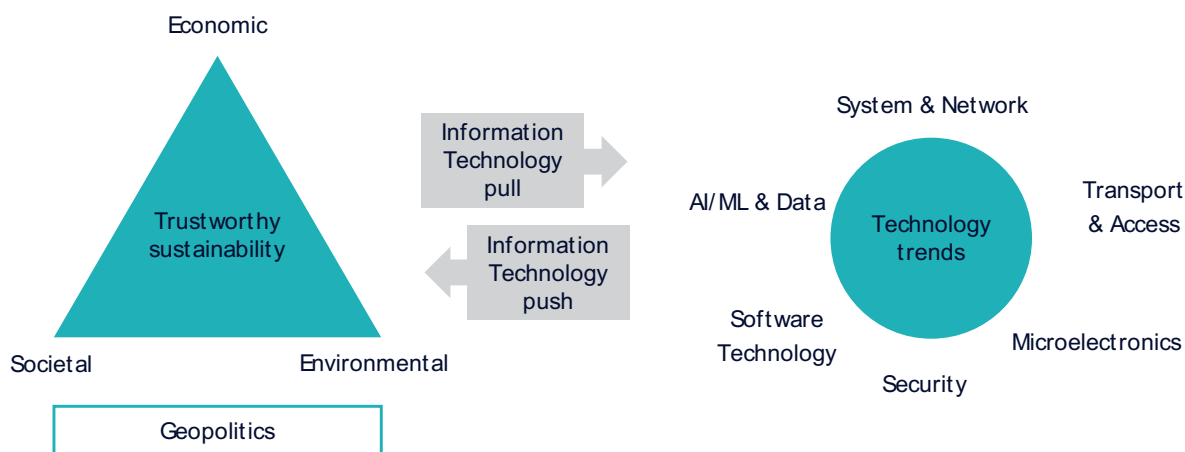 Economic
Trustworthy
sustainability
Societal
Environmental
Geopolitics
Information
Technology
pull
Information
Technology
push
System & Network
AI/ML & Data
Transport
& Access
Technology
trends
Software
Technology
Microelectronics
Security